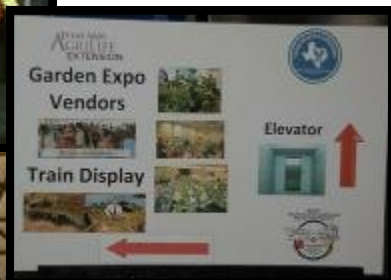 AGRILIFE
EXTENSION
Garden Expo
Vendors
Elevator
Train Display